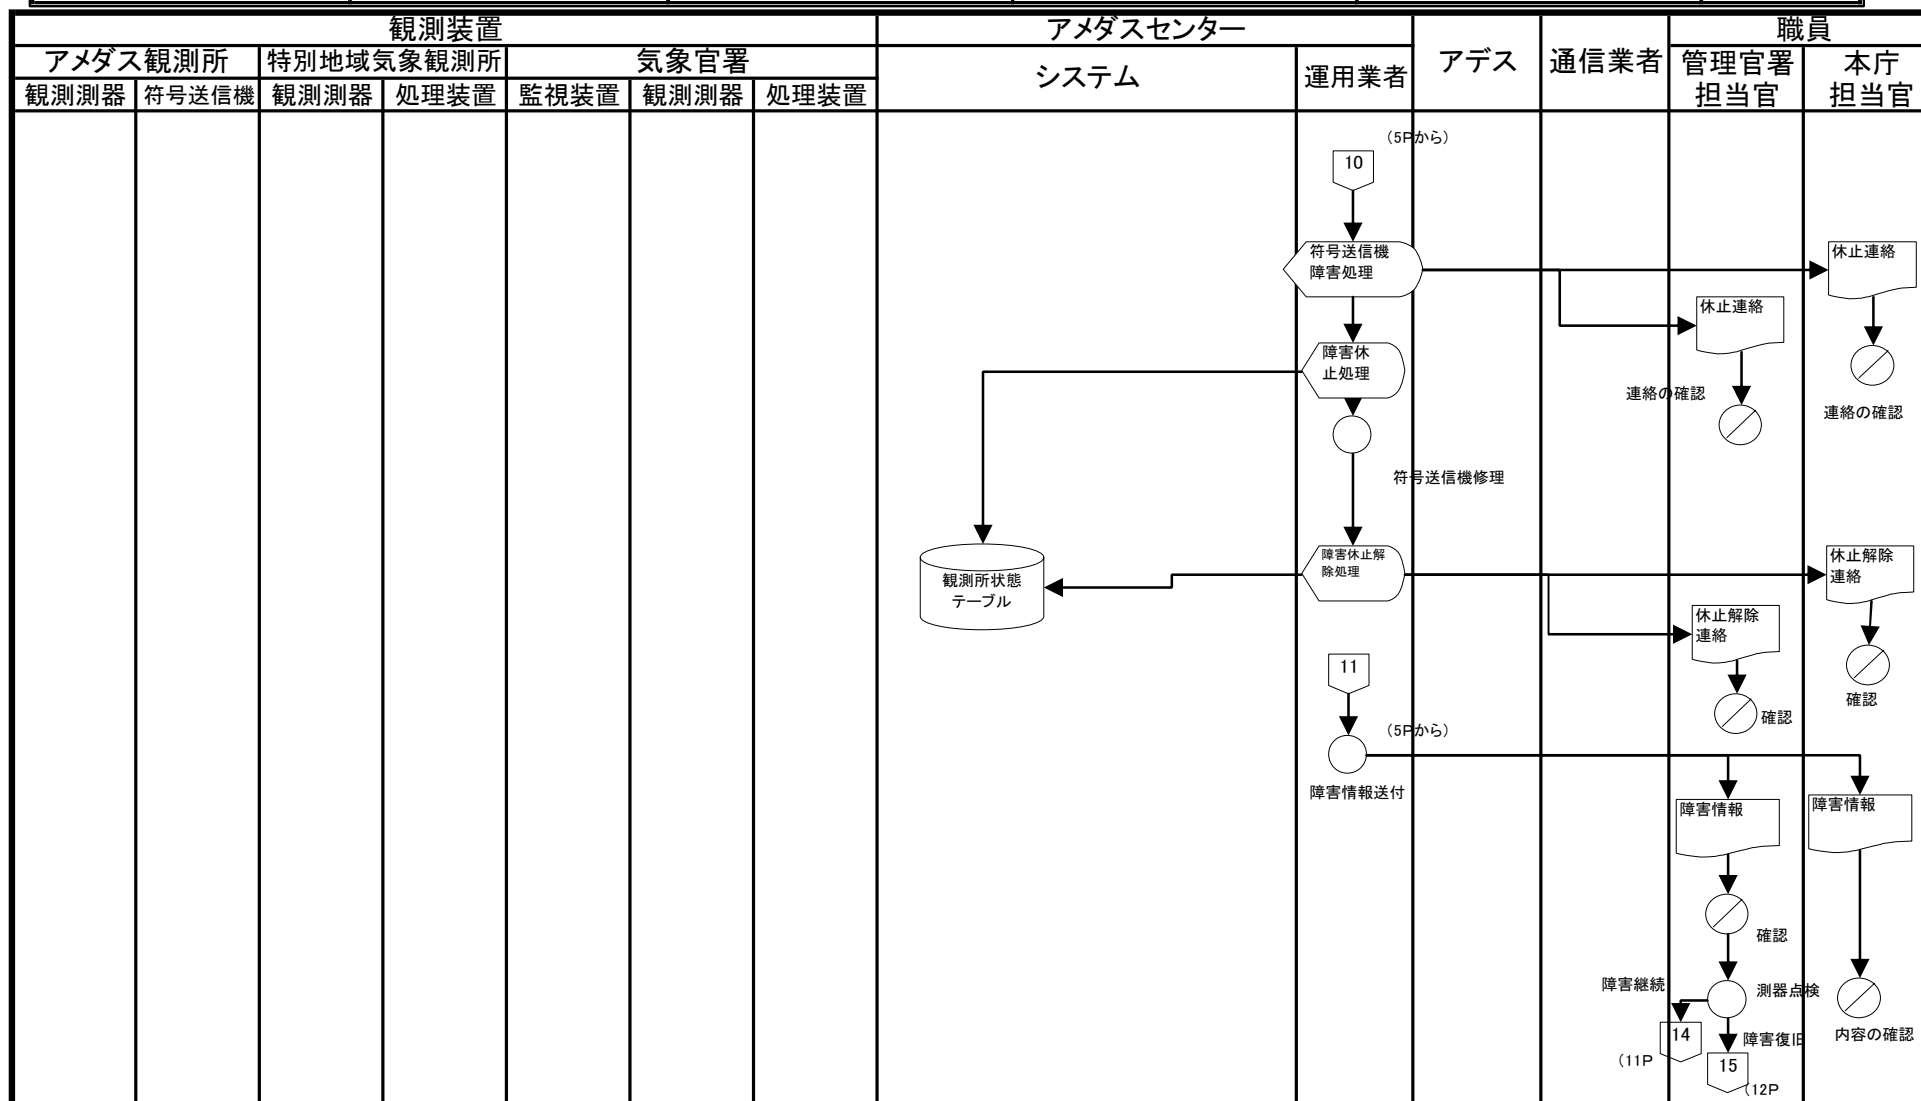 観測装置
アメダスセンター
職員
アメダス観測所
特別地域気象観測所
気象官署
システム
運用業者
アデス
通信業者
管理官署
担当官
本庁
担当官
観測測器
符号送信機
観測測器
処理装置
監視装置
観測測器
処理装置
（5Pから）
10
符号送信機
障害処理
休止連絡
休止連絡
障害休
止処理
連絡の確認
連絡の確認
符号送信機修理
観測所状態
テーブル
障害休止解
除処理
休止解除
連絡
休止解除
連絡
11
確認
確認
（5Pから）
障害情報送付
障害情報
障害情報
確認
障害継続
測器点検
14
障害復旧
内容の確認
（11P
15
（12P